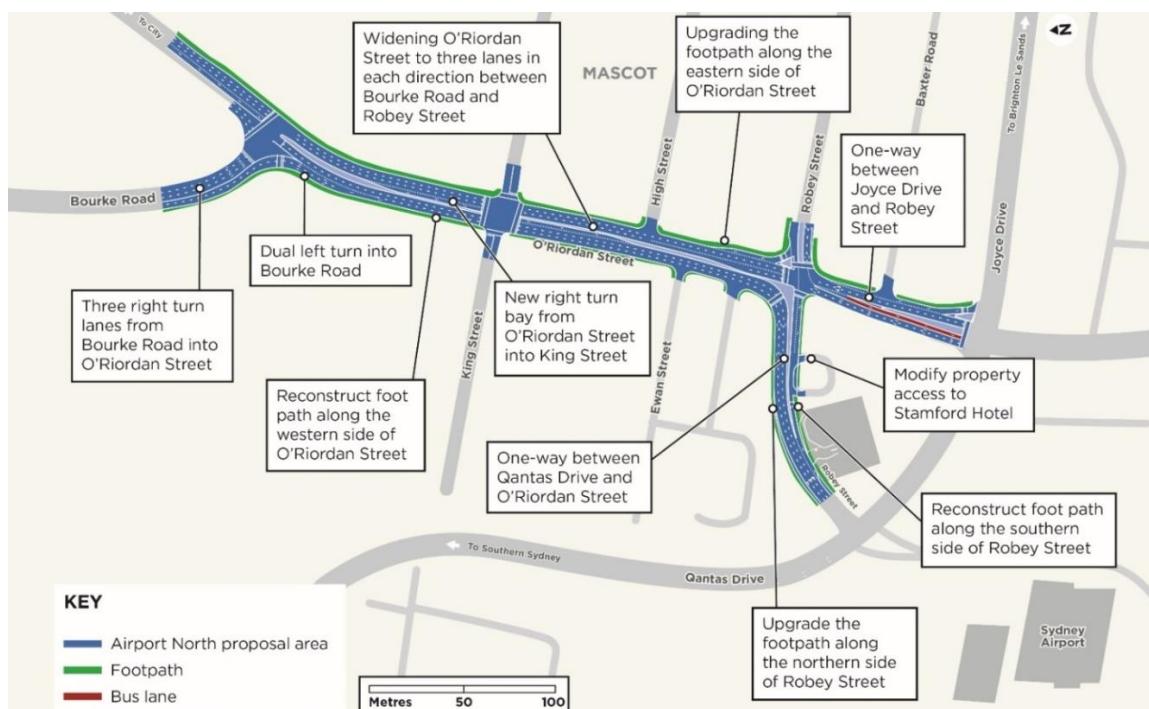 To City
Widening O'Riordan
Street to three lanes in
each direction between
Bourke Road and
Robey Street
MASCOT
Upgrading the
footpath along the
eastern side of
O'Riordan Street
Baxter Road
To Brighton Le Sands
N
High Street
Robey Street
One-way
between
Joyce Drive
and Robey
Street
Joyce Drive
Bourke Road
Dual left turn into
Bourke Road
O'Riordan Street
Three right turn
lanes from
Bourke Road into
O'Riordan Street
New right turn
bay from
O'Riordan Street
into King Street
King Street
Ewan Street
Reconstruct foot
path along the
western side of
O'Riordan Street
Modify property
access to
Stamford Hotel
One-way between
Qantas Drive and
O'Riordan Street
Robey Street
Reconstruct foot path
along the southern
side of Robey Street
To Southern Sydney
Qantas Drive
Upgrade the
footpath along
the northern side
of Robey Street
Sydney
Airport
KEY
Airport North proposal area
Footpath
Bus lane
Metres 50 100